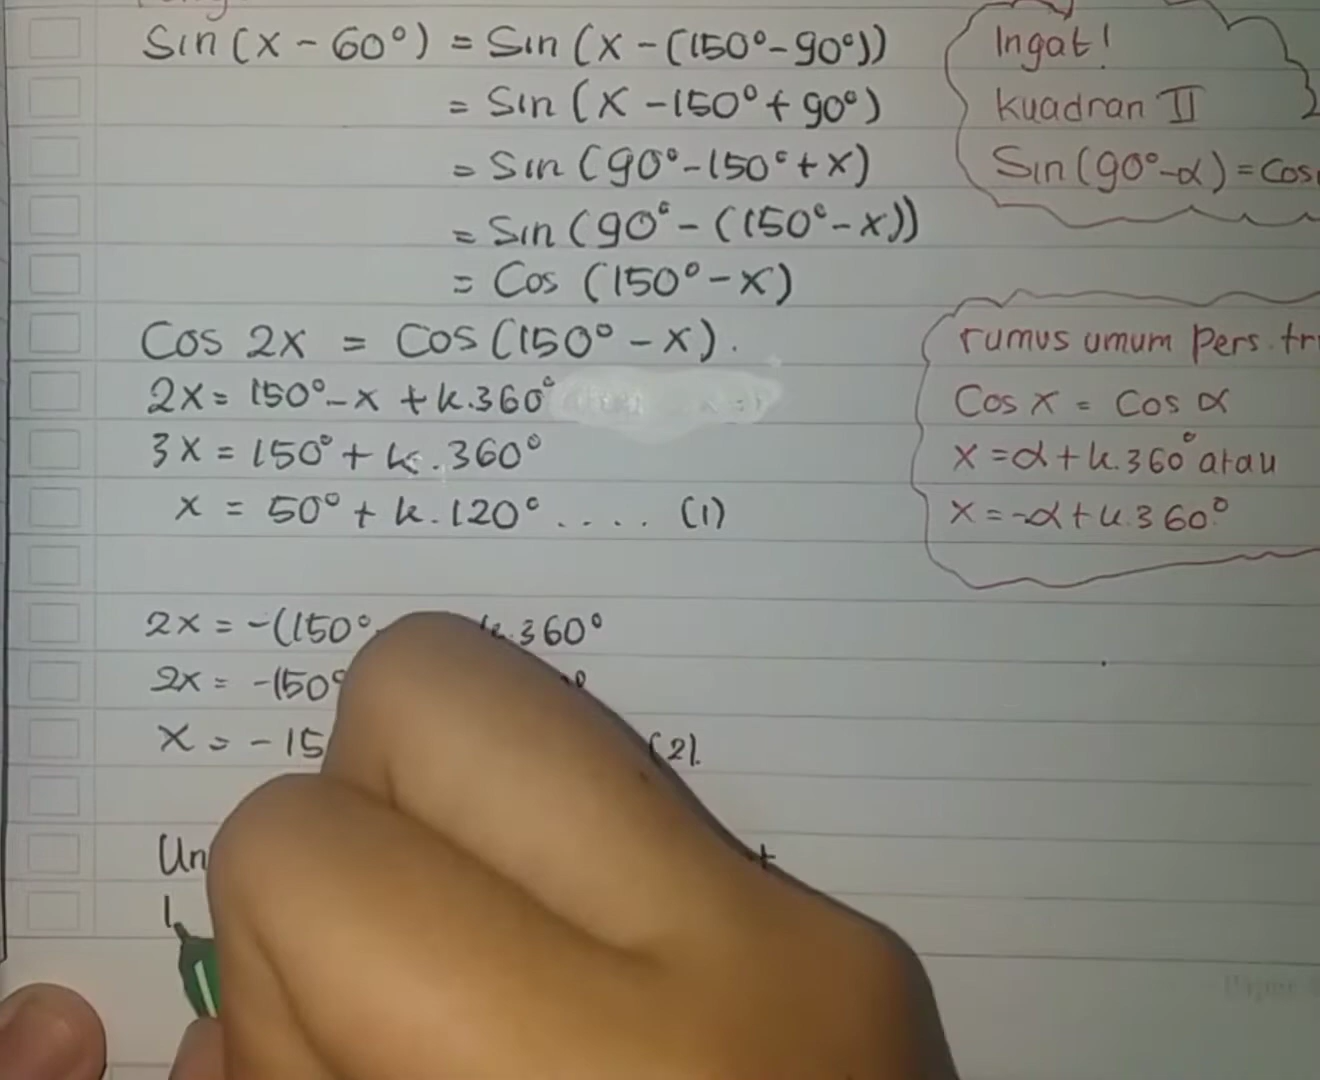 Sin (x - 60°) = Sin (x - (150° - 90°))
= Sin (x - 150° + 90°)
= Sin (90° - 150° + x)
= Sin (90° - (150° - x))
= Cos (150° - x)
Cos 2x = Cos (150° - x).
2x = 150° - x + k.360°
3x = 150° + k.360°
x = 50° + k.120° .... (1)
2x = -(150° k.360°
2x = -150°
x = -15 (2).
Ingat!
kuadran II
Sin (90° - α) = Cos
rumus umum Pers.
Cos x = Cos α
x = α + k.360° atau
x = -α + k.360°